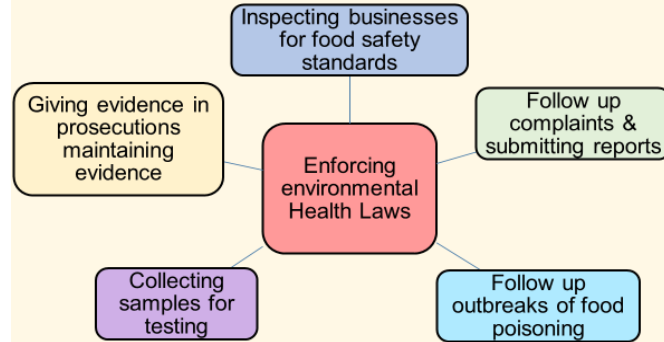 Inspecting businesses
for food safety
standards
Giving evidence in
prosecutions
maintaining
evidence
Follow up
complaints &
submitting reports
Enforcing
environmental
Health Laws
Collecting
samples for
testing
Follow up
outbreaks of food
poisoning